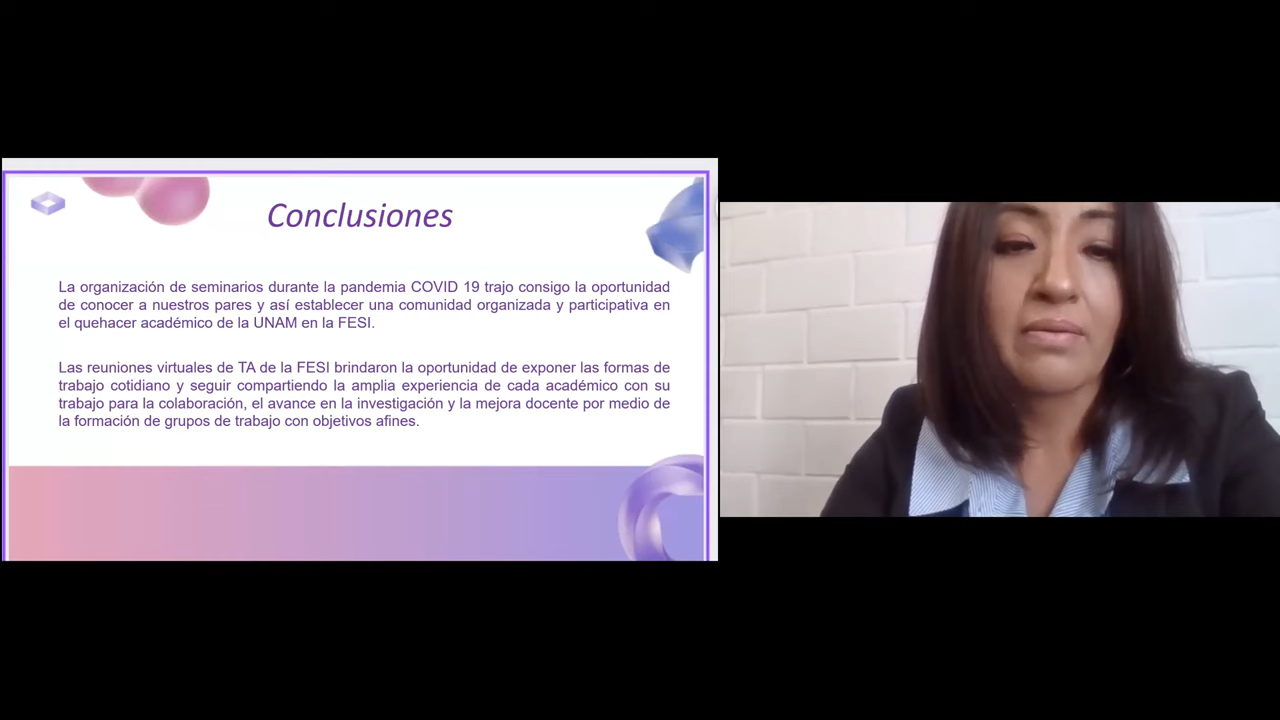 Conclusiones
La organización de seminarios durante la pandemia COVID 19 trajo consigo la oportunidad
de conocer a nuestros pares y así establecer una comunidad organizada y participativa en
el quehacer académico de la UNAM en la FESI.
Las reuniones virtuales de TA de la FESI brindaron la oportunidad de exponer las formas de
trabajo cotidiano y seguir compartiendo la amplia experiencia de cada académico con su
trabajo para la colaboración, el avance en la investigación y la mejora docente por medio de
la formación de grupos de trabajo con objetivos afines.